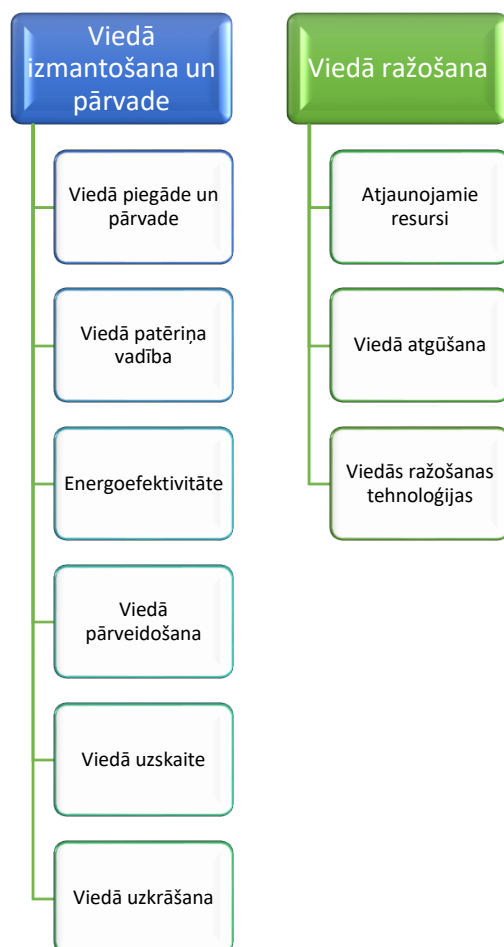 Viedā
izmantošana un
pārvade
Viedā piegāde un
pārvade
Viedā patēriņa
vadība
Energoefektivitāte
Viedā
pārveidošana
Viedā uzskaite
Viedā uzkrāšana
Viedā ražošana
Atjaunojamie
resursi
Viedā atgūšana
Viedās ražošanas
tehnoloģijas